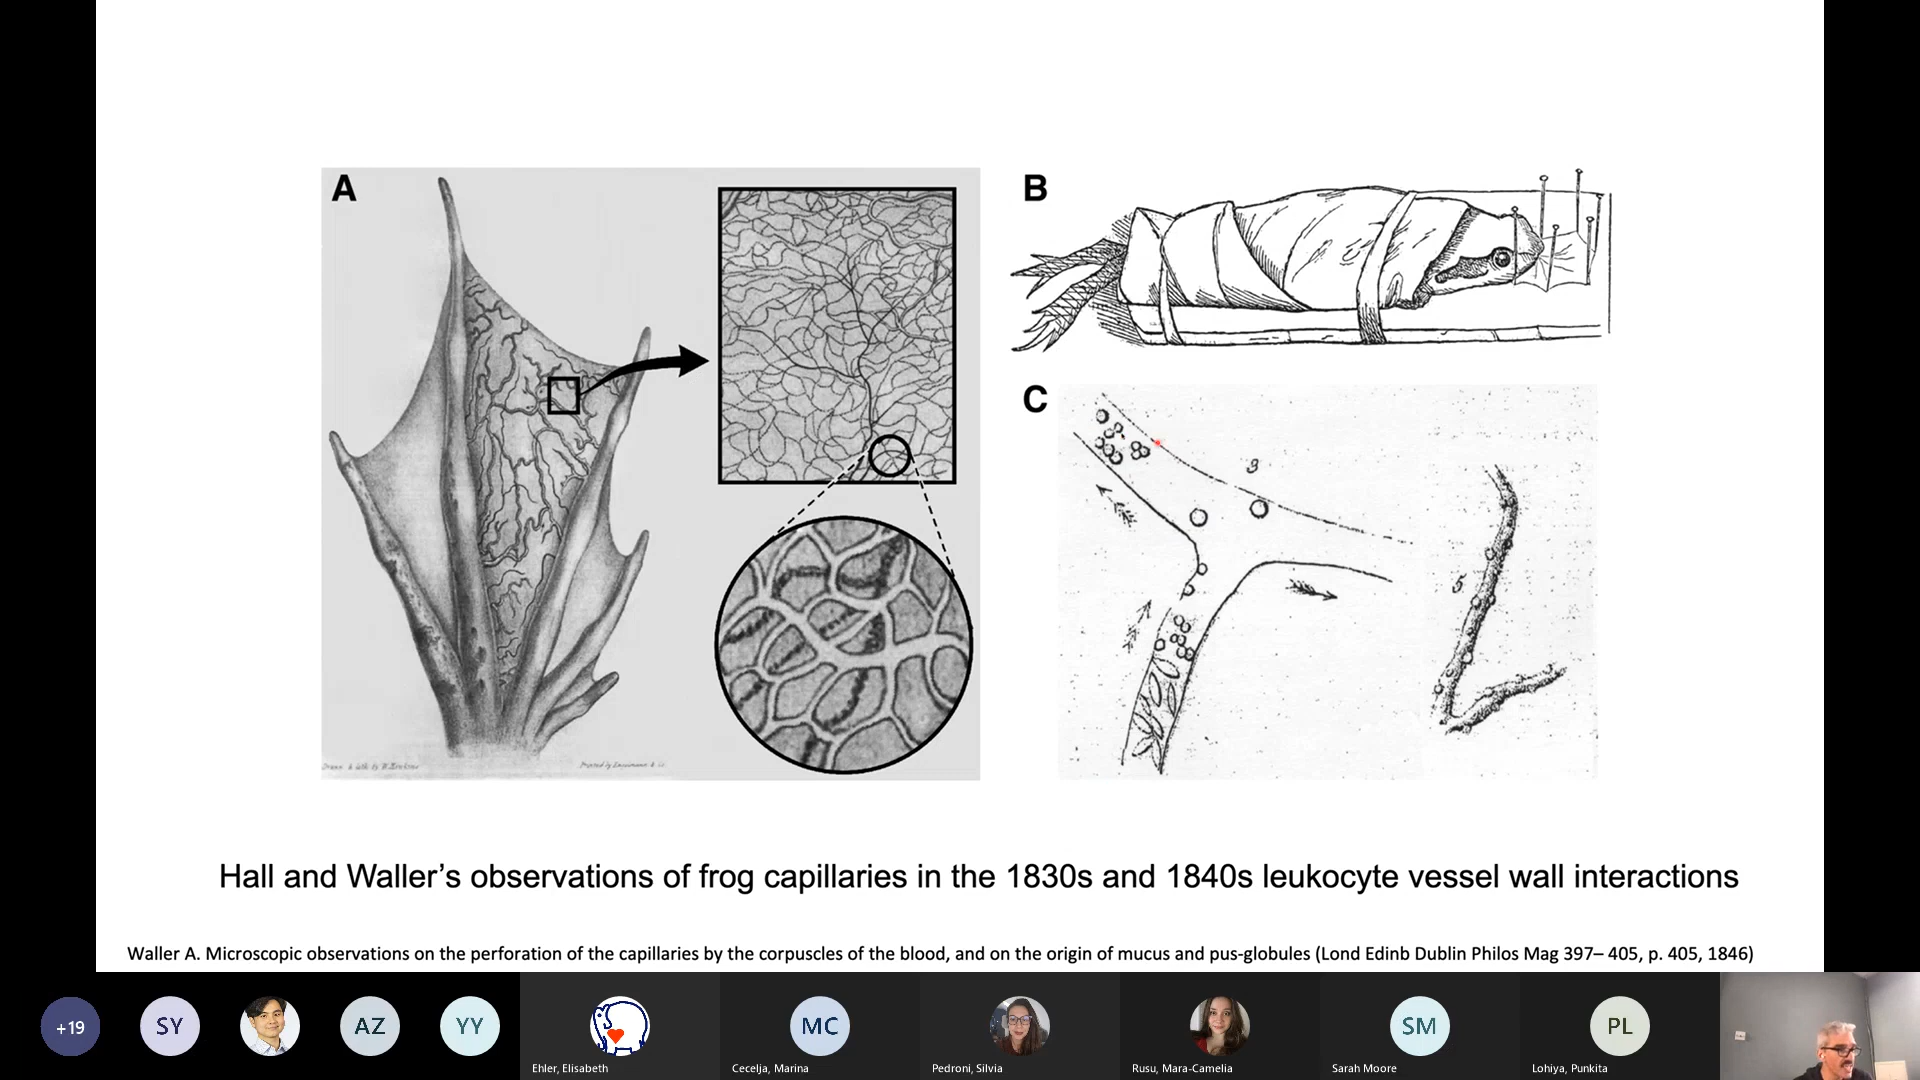 A
B
C
3
5
Hall and Waller’s observations of frog capillaries in the 1830s and 1840s leukocyte vessel wall interactions
Waller A. Microscopic observations on the perforation of the capillaries by the corpuscles of the blood, and on the origin of mucus and pus-globules (Lond Edinb Dublin Philos Mag 397– 405, p. 405, 1846)
+19
SY
AZ
YY
MC
SM
PL
Ehler, Elisabeth
Cecelja, Marina
Pedroni, Silvia
Rusu, Mara-Camelia
Sarah Moore
Lohiya, Punkita